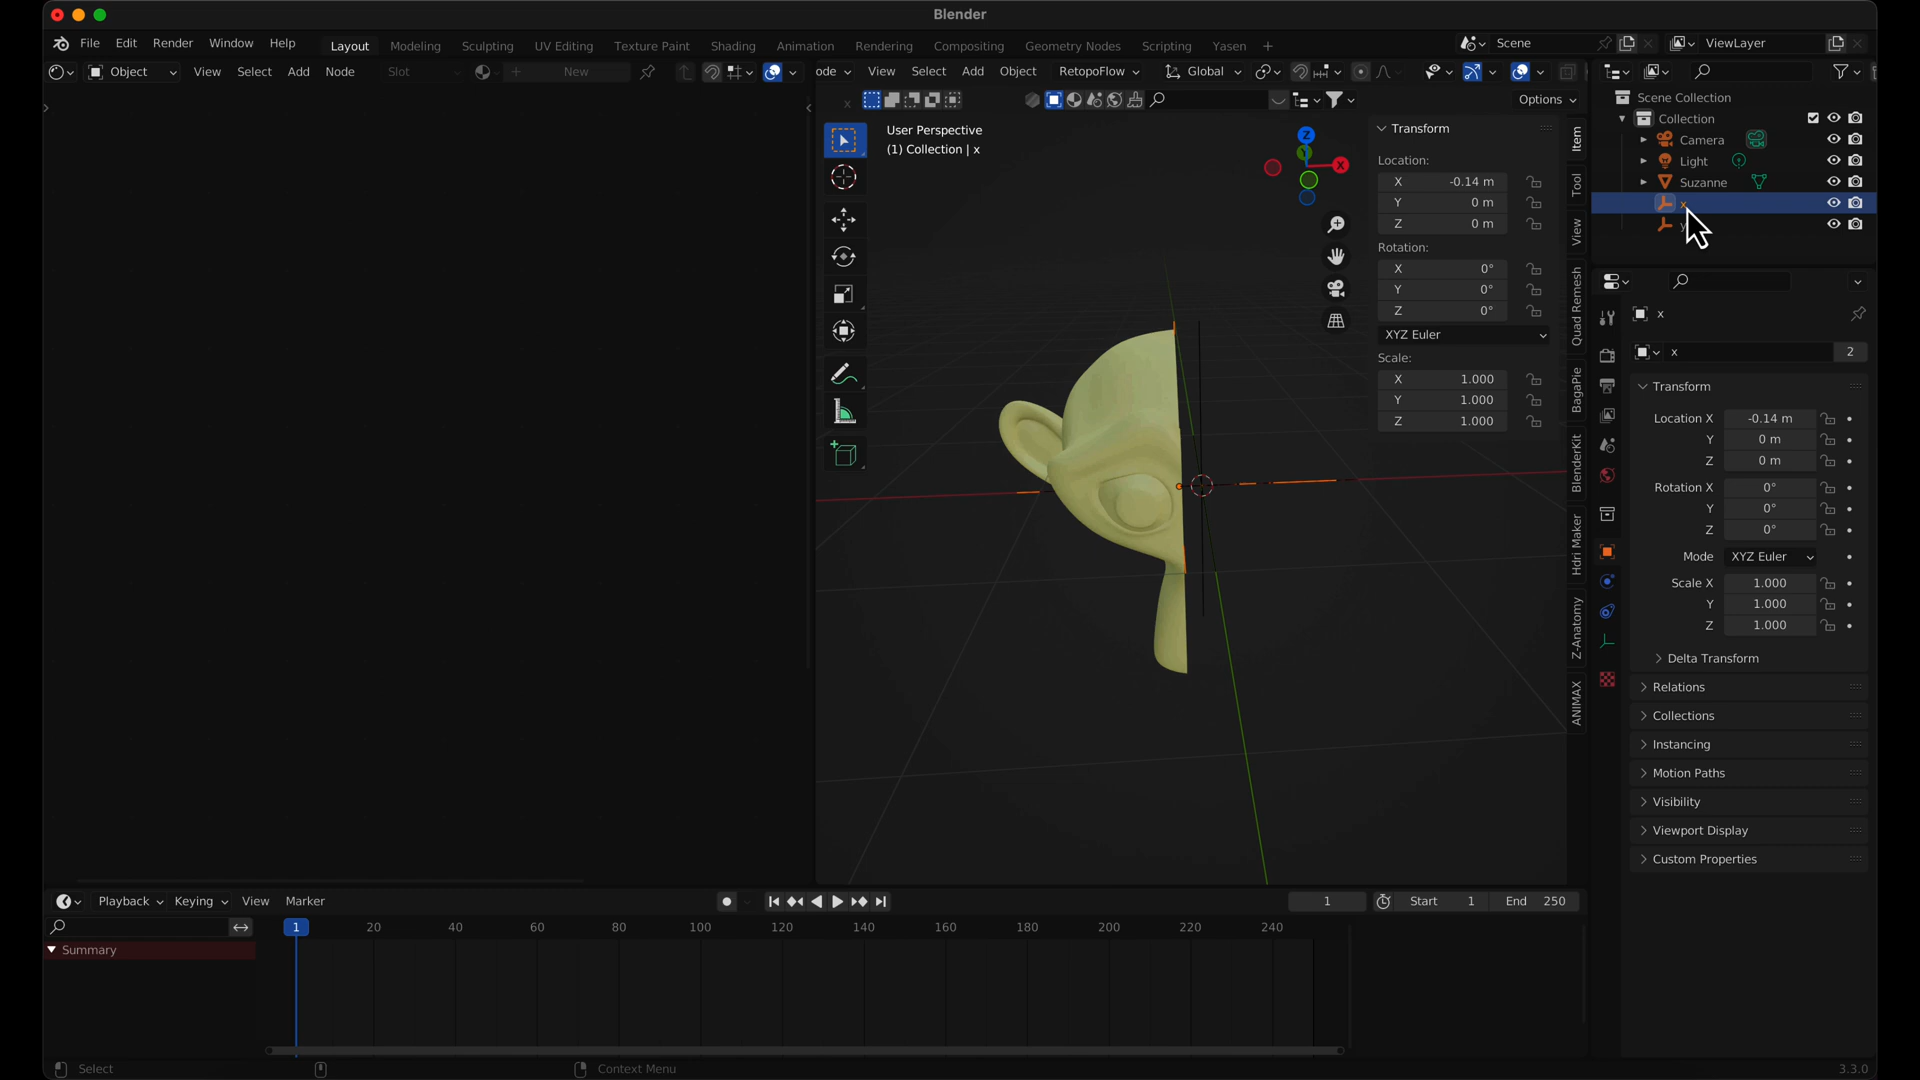 Blender
File Edit Render Window Help Layout Modeling Sculpting UV Editing Texture Paint Shading Animation Rendering Compositing Geometry Nodes Scripting Yasen + Scene ViewLayer
Object View Select Add Node Slot New ode View Select Add Object RetopoFlow Global
Options
User Perspective
(1) Collection | x
Z
X
Transform
Location:
X -0.14 m
Y 0 m
Z 0 m
Rotation:
X 0°
Y 0°
Z 0°
XYZ Euler
Scale:
X 1.000
Y 1.000
Z 1.000
Item
Tool
View
Quad Remesh
BagaPie
BlenderKit
Hdri Maker
Z-Anatomy
ANIMAX
Scene Collection
Collection
Camera
Light
Suzanne
x
x
x 2
Transform
Location X -0.14 m
Y 0 m
Z 0 m
Rotation X 0°
Y 0°
Z 0°
Mode XYZ Euler
Scale X 1.000
Y 1.000
Z 1.000
Delta Transform
Relations
Collections
Instancing
Motion Paths
Visibility
Viewport Display
Custom Properties
Playback Keying View Marker 1 Start 1 End 250
1 20 40 60 80 100 120 140 160 180 200 220 240
Summary
Select Context Menu 3.3.0